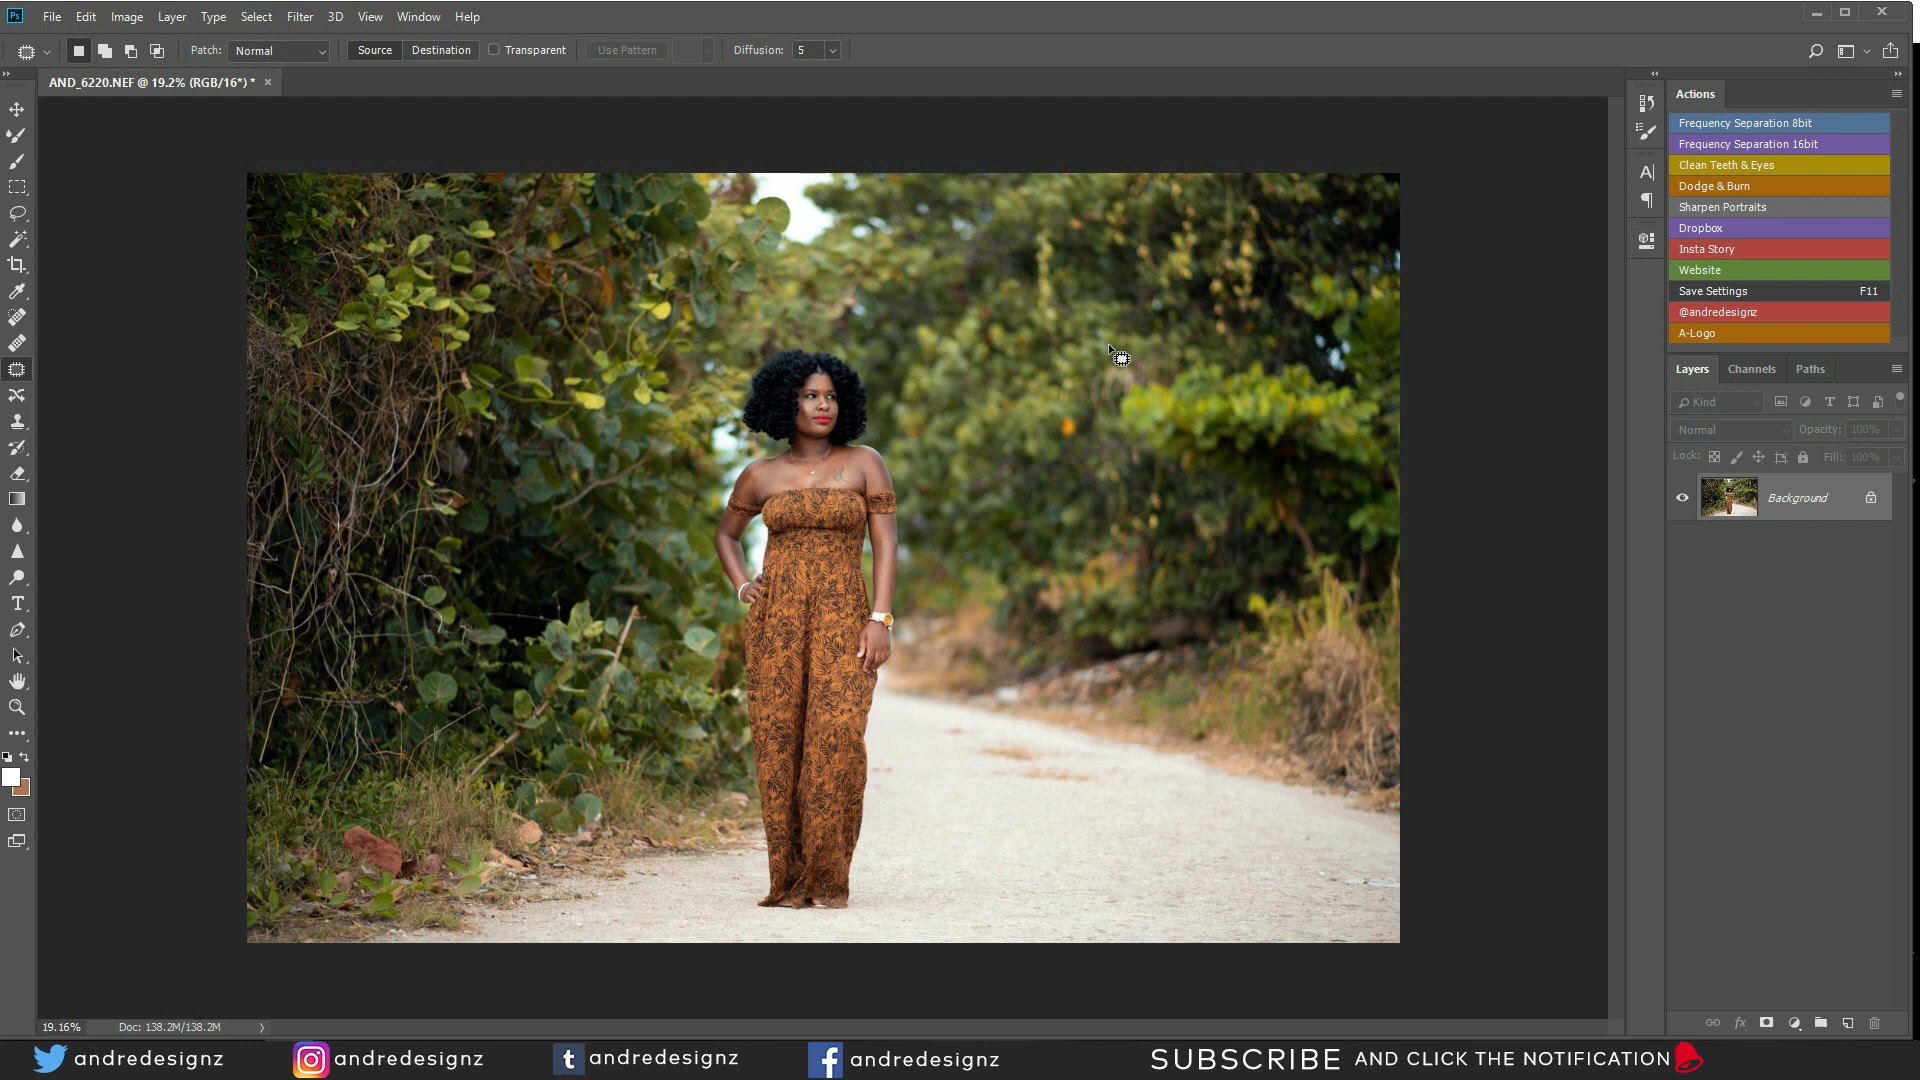 Ps File Edit Image Layer Type Select Filter 3D View Window Help
Patch: Normal Source Destination Transparent Use Pattern Diffusion: 5
AND_6220.NEF @ 19.2% (RGB/16*) * ×
Actions
Frequency Separation 8bit
Frequency Separation 16bit
Clean Teeth & Eyes
Dodge & Burn
Sharpen Portraits
Dropbox
Insta Story
Website
Save Settings F11
@andredesignz
A-Logo
Layers Channels Paths
Kind
Normal Opacity: 100%
Lock: Fill: 100%
Background
19.16% Doc: 138.2M/138.2M
andredesignz andredesignz t andredesignz f andredesignz SUBSCRIBE AND CLICK THE NOTIFICATION